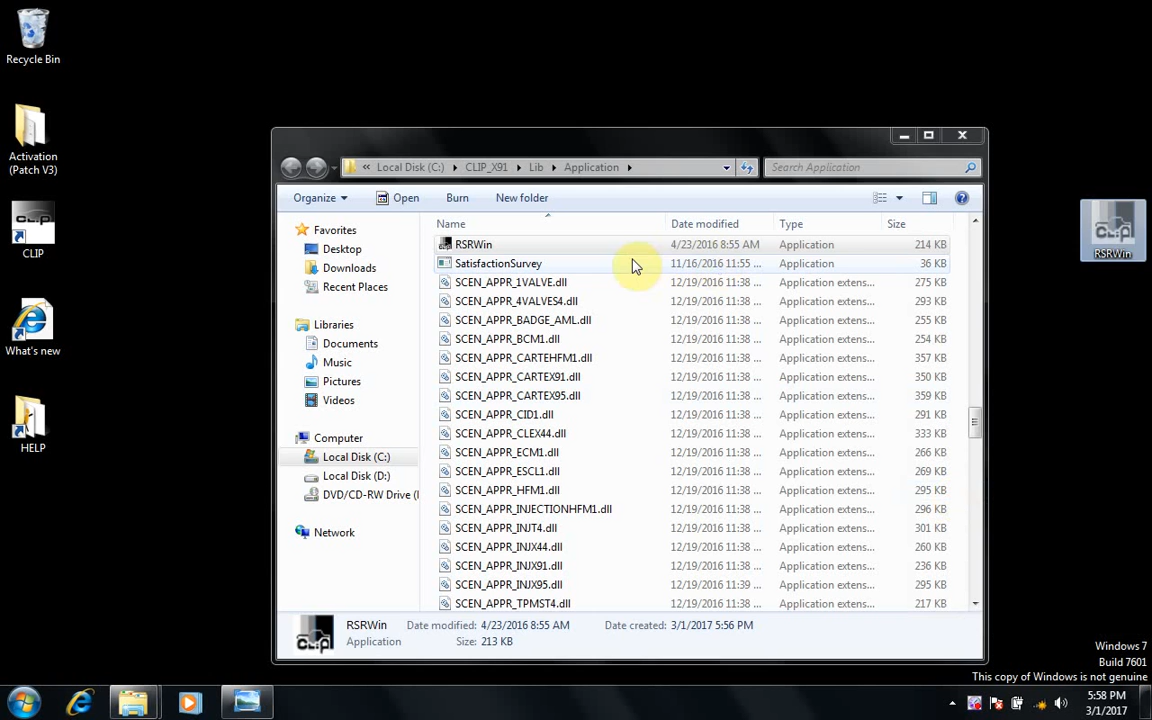 Recycle Bin
Activation
(Patch V3)
CLIP
CLIP
What's new
HELP
« Local Disk (C:) CLIP_X91 Lib Application
Search Application
Organize Open Burn New folder
Favorites
Desktop
Downloads
Recent Places
Libraries
Documents
Music
Pictures
Videos
Computer
Local Disk (C:)
Local Disk (D:)
DVD/CD-RW Drive (I
Network
Name Date modified Type Size
RSRWin 4/23/2016 8:55 AM Application 214 KB
SatisfactionSurvey 11/16/2016 11:55 ... Application 36 KB
SCEN_APPR_1VALVE.dll 12/19/2016 11:38 ... Application extens... 275 KB
SCEN_APPR_4VALVES4.dll 12/19/2016 11:38 ... Application extens... 293 KB
SCEN_APPR_BADGE_AML.dll 12/19/2016 11:38 ... Application extens... 255 KB
SCEN_APPR_BCM1.dll 12/19/2016 11:38 ... Application extens... 254 KB
SCEN_APPR_CARTEHFM1.dll 12/19/2016 11:38 ... Application extens... 357 KB
SCEN_APPR_CARTEX91.dll 12/19/2016 11:38 ... Application extens... 350 KB
SCEN_APPR_CARTEX95.dll 12/19/2016 11:38 ... Application extens... 359 KB
SCEN_APPR_CID1.dll 12/19/2016 11:38 ... Application extens... 291 KB
SCEN_APPR_CLEX44.dll 12/19/2016 11:38 ... Application extens... 333 KB
SCEN_APPR_ECM1.dll 12/19/2016 11:38 ... Application extens... 266 KB
SCEN_APPR_ESCL1.dll 12/19/2016 11:38 ... Application extens... 269 KB
SCEN_APPR_HFM1.dll 12/19/2016 11:38 ... Application extens... 295 KB
SCEN_APPR_INJECTIONHFM1.dll 12/19/2016 11:38 ... Application extens... 296 KB
SCEN_APPR_INJT4.dll 12/19/2016 11:38 ... Application extens... 301 KB
SCEN_APPR_INJX44.dll 12/19/2016 11:38 ... Application extens... 260 KB
SCEN_APPR_INJX91.dll 12/19/2016 11:38 ... Application extens... 236 KB
SCEN_APPR_INJX95.dll 12/19/2016 11:39 ... Application extens... 295 KB
SCEN_APPR_TPMST4.dll 12/19/2016 11:38 ... Application extens... 217 KB
CLIP
RSRWin Date modified: 4/23/2016 8:55 AM Date created: 3/1/2017 5:56 PM
Application Size: 213 KB
RSRWin
Windows 7
Build 7601
This copy of Windows is not genuine
5:58 PM
3/1/2017